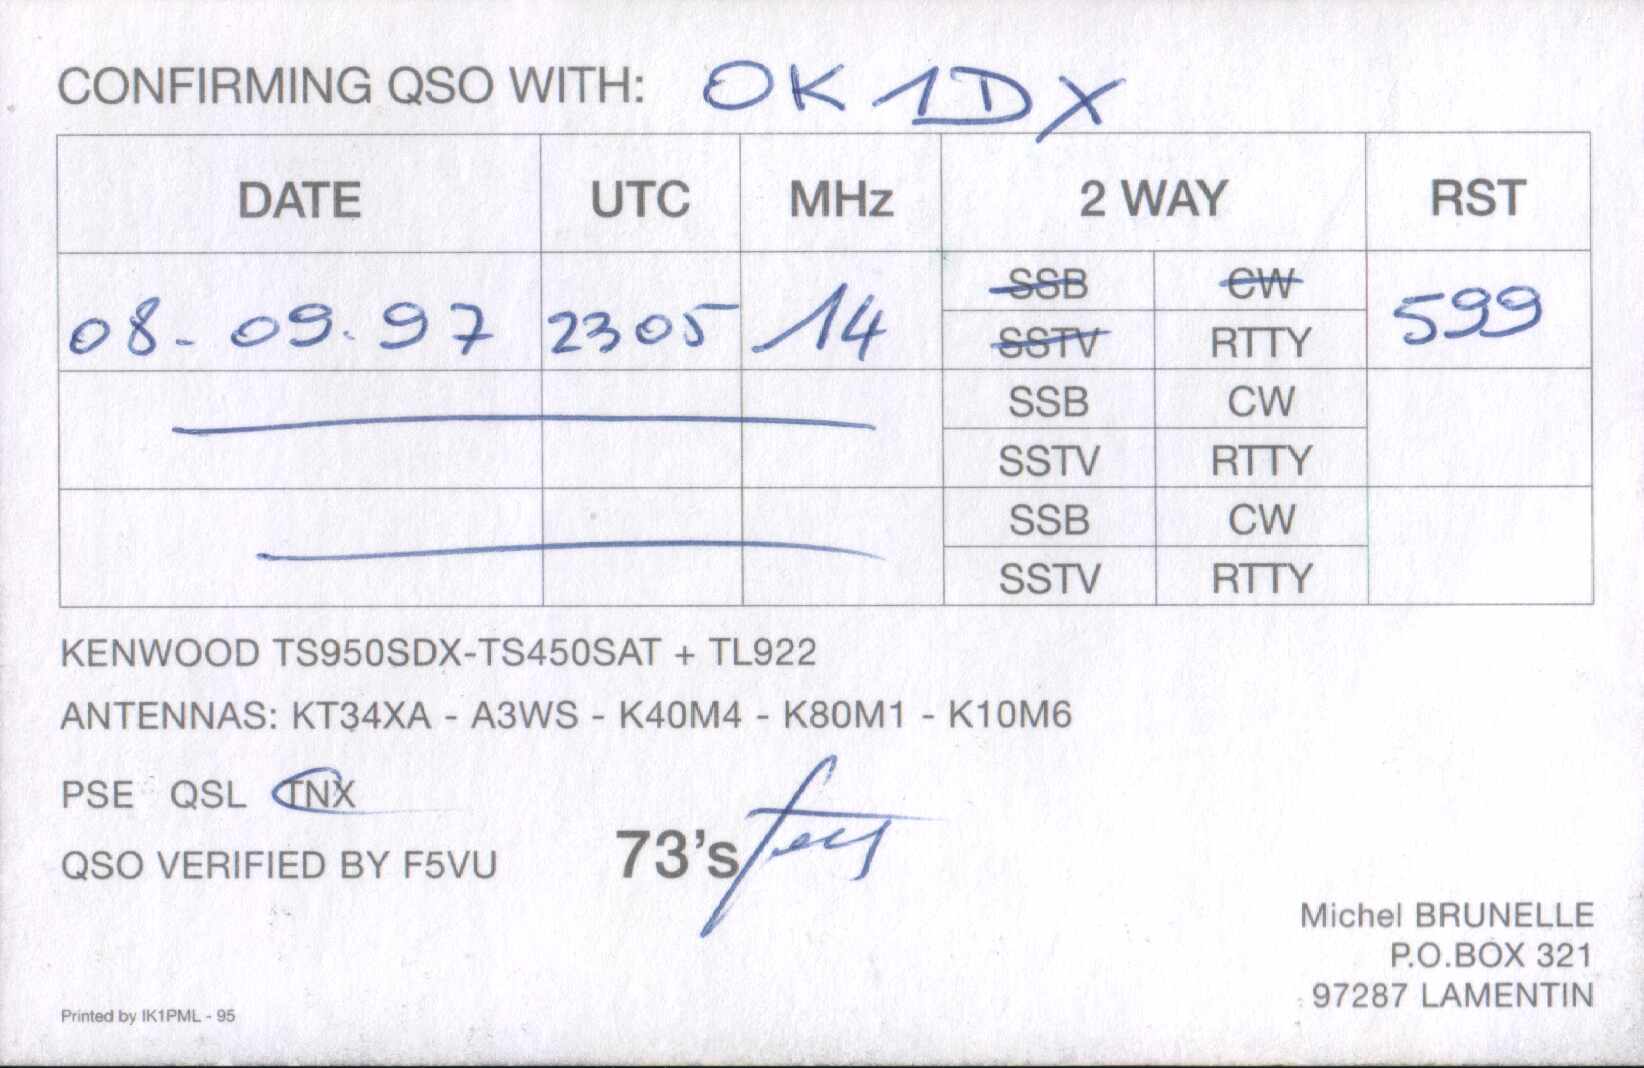 CONFIRMING QSO WITH: OK1DX
DATE UTC MHz 2 WAY RST
08-09.97 2305 14 SSB CW 599
SSTV RTTY
SSB CW
SSTV RTTY
SSB CW
SSTV RTTY
KENWOOD TS950SDX-TS450SAT + TL922
ANTENNAS: KT34XA - A3WS - K40M4 - K80M1 - K10M6
PSE QSL TNX
QSO VERIFIED BY F5VU
73's
Michel BRUNELLE
P.O.BOX 321
97287 LAMENTIN
Printed by IK1PML - 95